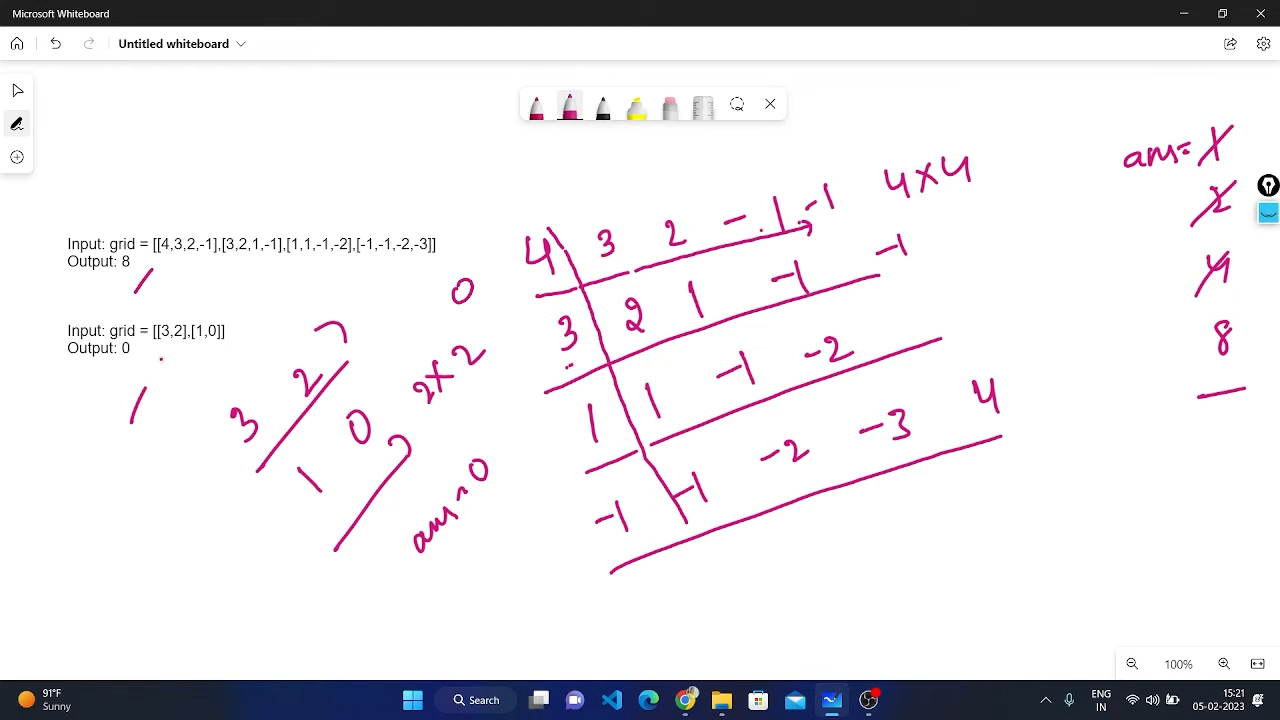 Microsoft Whiteboard
Untitled whiteboard
ans = 1
2
4
8
4 3 2 - 1 -1 4x4
3 2 1 -1 -1
1 1 -1 -2
-1 -1 -2 -3 4
Input: grid = [[4,3,2,-1],[3,2,1,-1],[1,1,-1,-2],[-1,-1,-2,-3]]
Output: 8
0
Input: grid = [[3,2],[1,0]]
Output: 0
3 2 2x2
1 0
ans = 0
100%
91°F
Sunny
Search
ENG
IN
15:21
05-02-2023